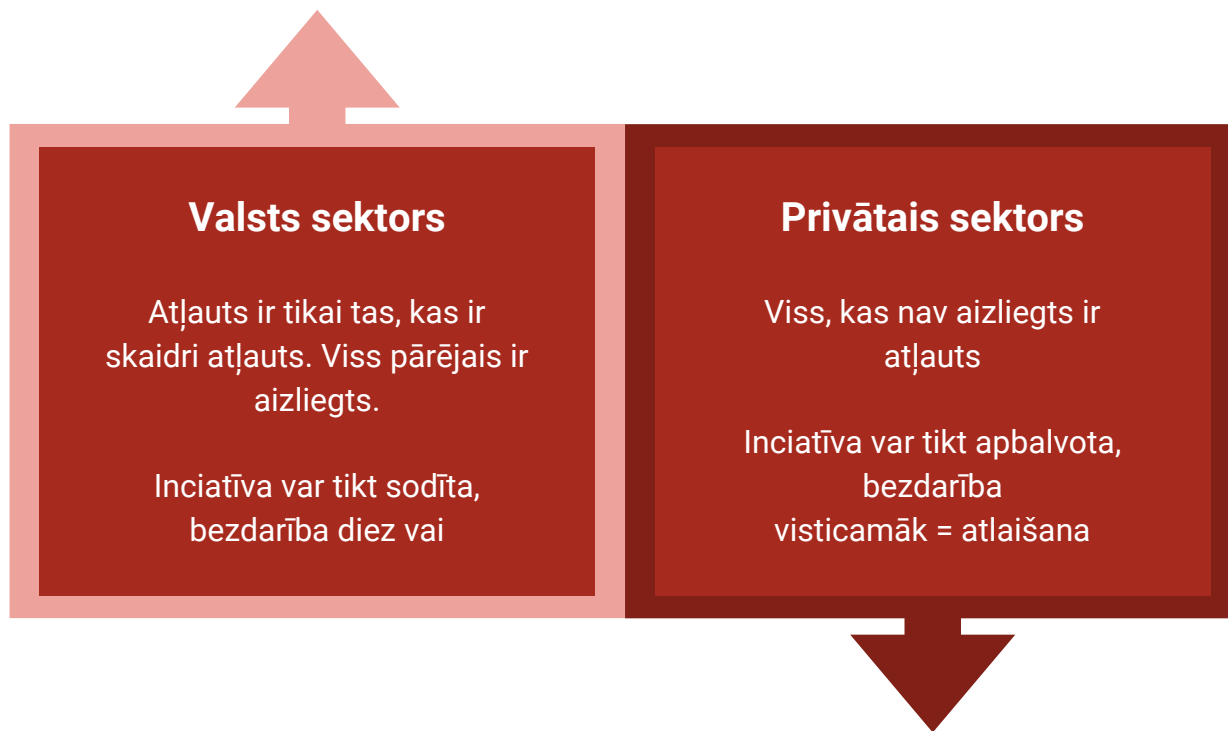 Valsts sektors
Atļauts ir tikai tas, kas ir
skaidri atļauts. Viss pārējais ir
aizliegts.
Inciatīva var tikt sodīta,
bezdarība diez vai
Privātais sektors
Viss, kas nav aizliegts ir
atļauts
Inciatīva var tikt apbalvota,
bezdarība
visticamāk = atlaišana